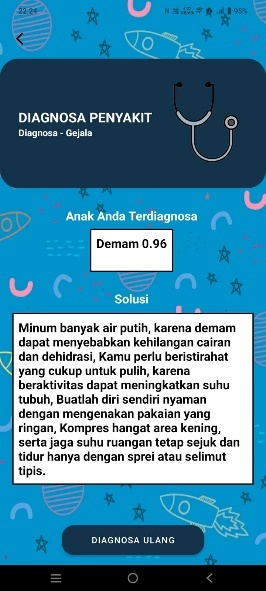 22.24
95%
DIAGNOSA PENYAKIT
Diagnosa - Gejala
Anak Anda Terdiagnosa
Demam 0.96
Solusi
Minum banyak air putih, karena demam
dapat menyebabkan kehilangan cairan
dan dehidrasi, Kamu perlu beristirahat
yang cukup untuk pulih, karena
beraktivitas dapat meningkatkan suhu
tubuh, Buatlah diri sendiri nyaman
dengan mengenakan pakaian yang
ringan, Kompres hangat area kening,
serta jaga suhu ruangan tetap sejuk dan
tidur hanya dengan sprei atau selimut
tipis.
DIAGNOSA ULANG